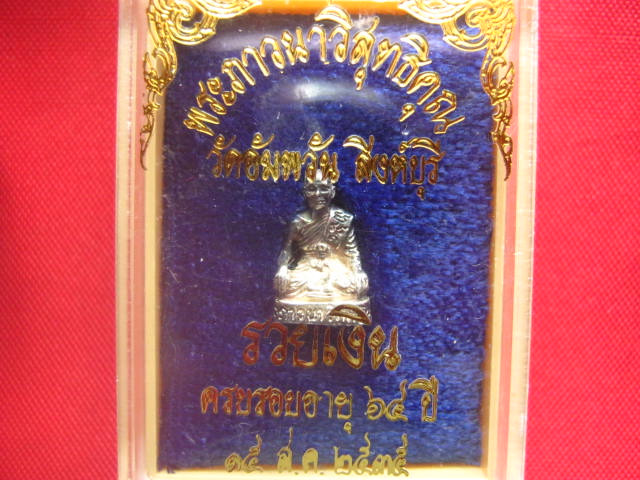 พระภาวนาวิสุทธิคุณ
วัดอัมพวัน สิงห์บุรี
รวยเงิน
ครบรอบอายุ ๖๔ ปี
๑๕ ส.ค. ๒๕๓๕